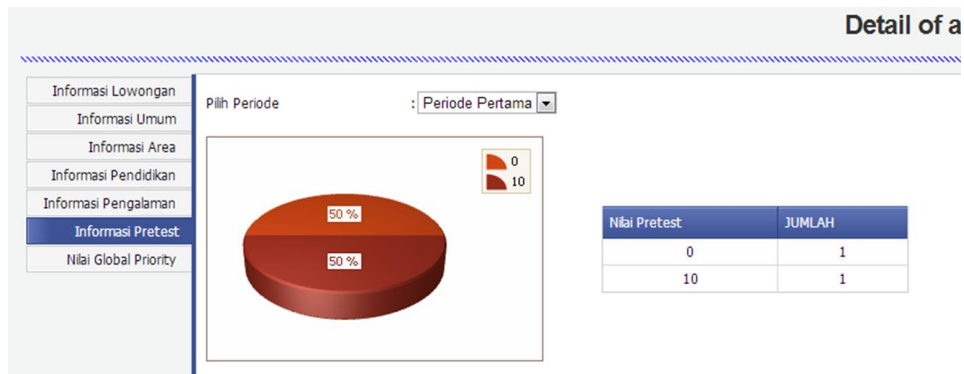 Detail of a
Informasi Lowongan
Informasi Umum
Informasi Area
Informasi Pendidikan
Informasi Pengalaman
Informasi Pretest
Nilai Global Priority
Pilih Periode : Periode Pertama
0
10
50 %
50 %
Nilai Pretest JUMLAH
0 1
10 1